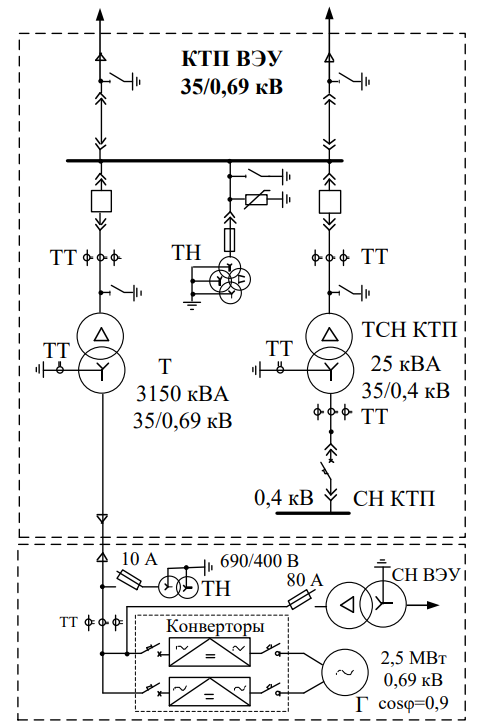 КТП ВЭУ
35/0,69 кВ
ТТ
ТН
ТТ
ТТ
Т
3150 кВА
35/0,69 кВ
ТТ
ТСН КТП
25 кВА
35/0,4 кВ
ТТ
0,4 кВ
СН КТП
10 А
690/400 В
ТН
80 А
СН ВЭУ
ТТ
Конверторы
2,5 МВт
0,69 кВ
Г cosφ=0,9